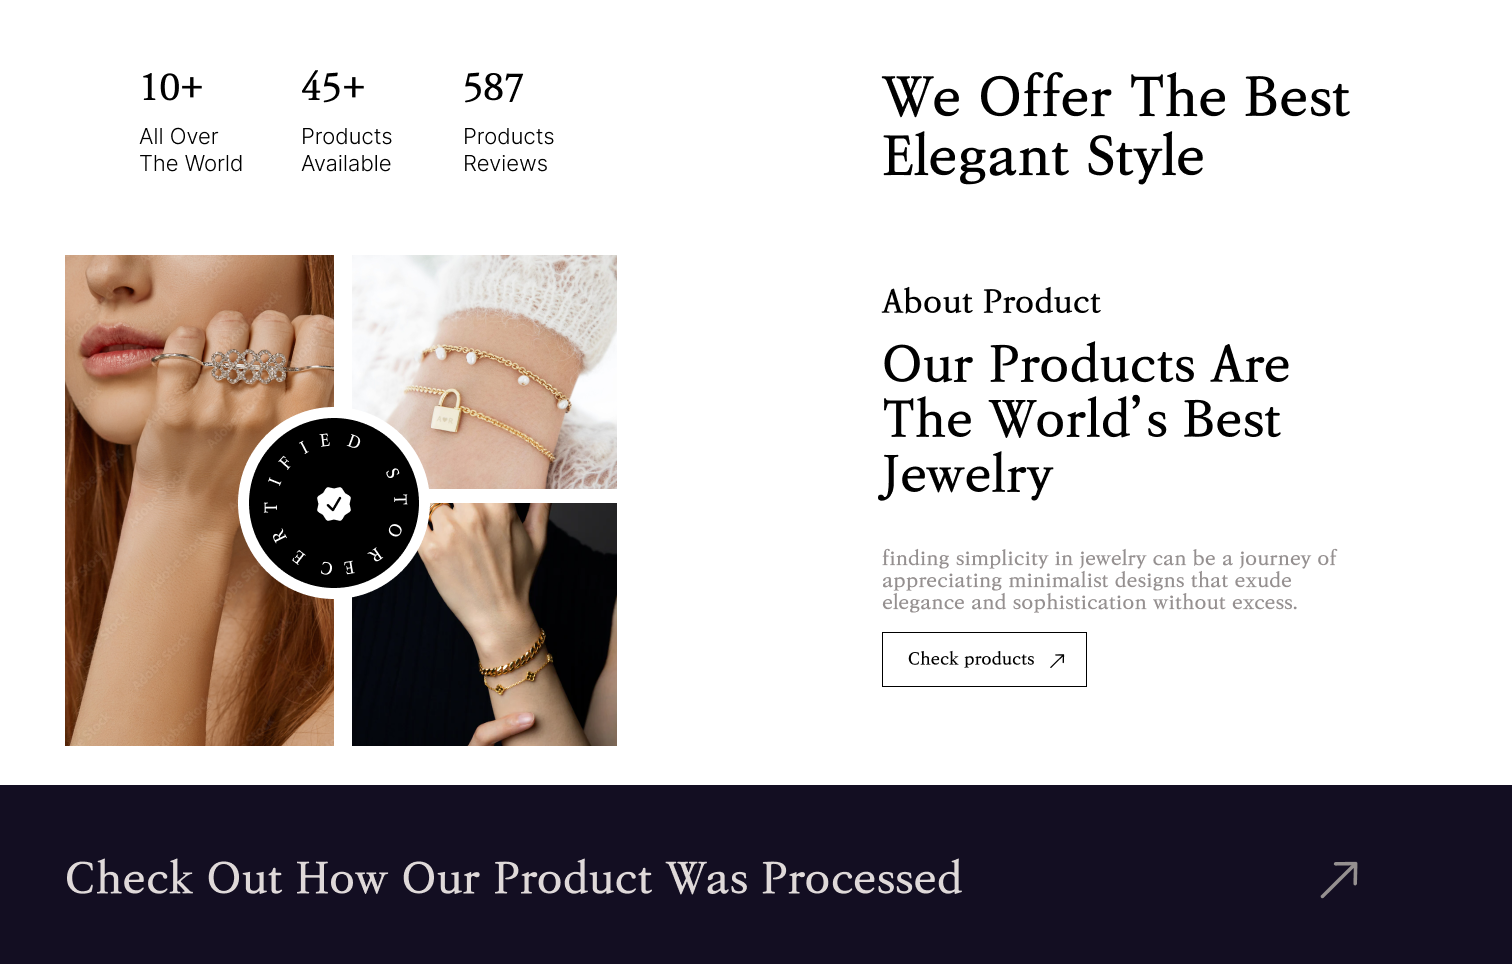 10+
All Over
The World
45+
Products
Available
587
Products
Reviews
We Offer The Best
Elegant Style
CERTIFIED STORE
About Product
Our Products Are
The World’s Best
Jewelry
finding simplicity in jewelry can be a journey of
appreciating minimalist designs that exude
elegance and sophistication without excess.
Check products
Check Out How Our Product Was Processed